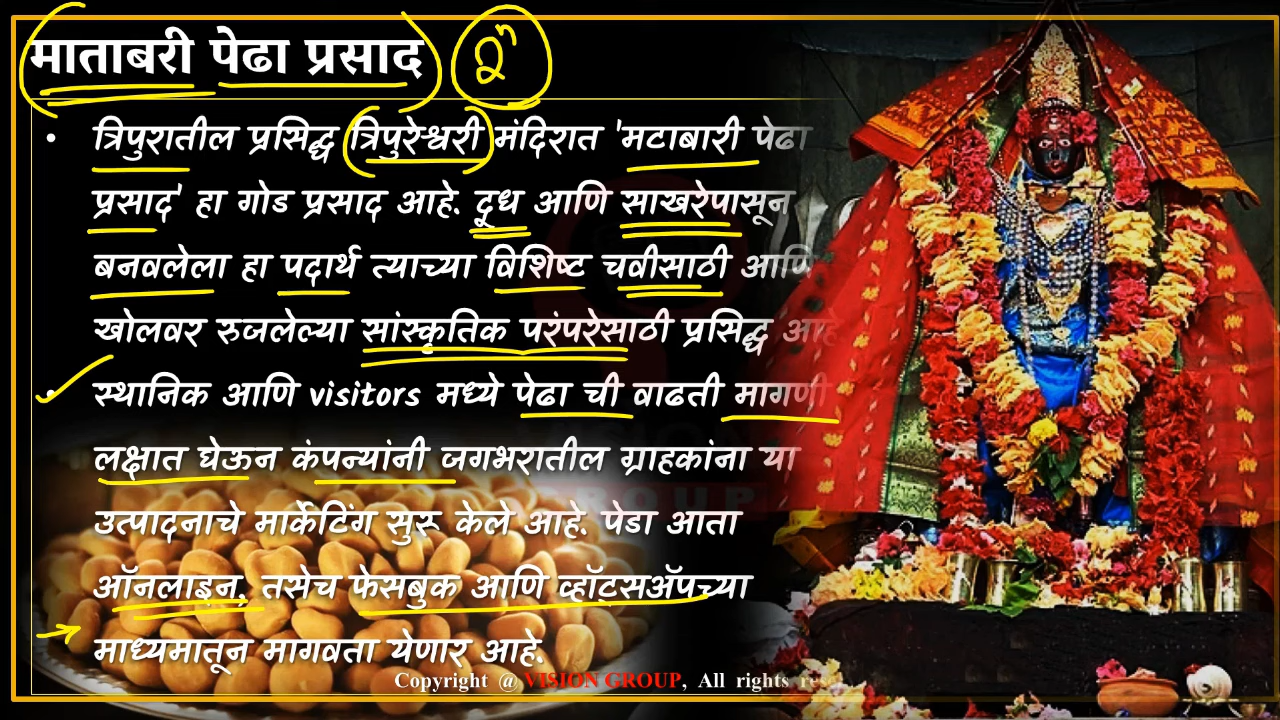 माताबरी पेढा प्रसाद
2ⁿ
• त्रिपुरातील प्रसिद्ध त्रिपुरेश्वरी मंदिरात 'मटाबारी पेढा
प्रसाद' हा गोड प्रसाद आहे. दूध आणि साखरेपासून
बनवलेला हा पदार्थ त्याच्या विशिष्ट चवीसाठी आणि
खोलवर रुजलेल्या सांस्कृतिक परंपरेसाठी प्रसिद्ध आहे
• स्थानिक आणि visitors मध्ये पेढा ची वाढती मागणी
लक्षात घेऊन कंपन्यांनी जगभरातील ग्राहकांना या
उत्पादनाचे मार्केटिंग सुरू केले आहे. पेडा आता
ऑनलाइन, तसेच फेसबुक आणि व्हॉट्सॲपच्या
माध्यमातून मागवता येणार आहे.
Copyright @ VISION GROUP, All rights